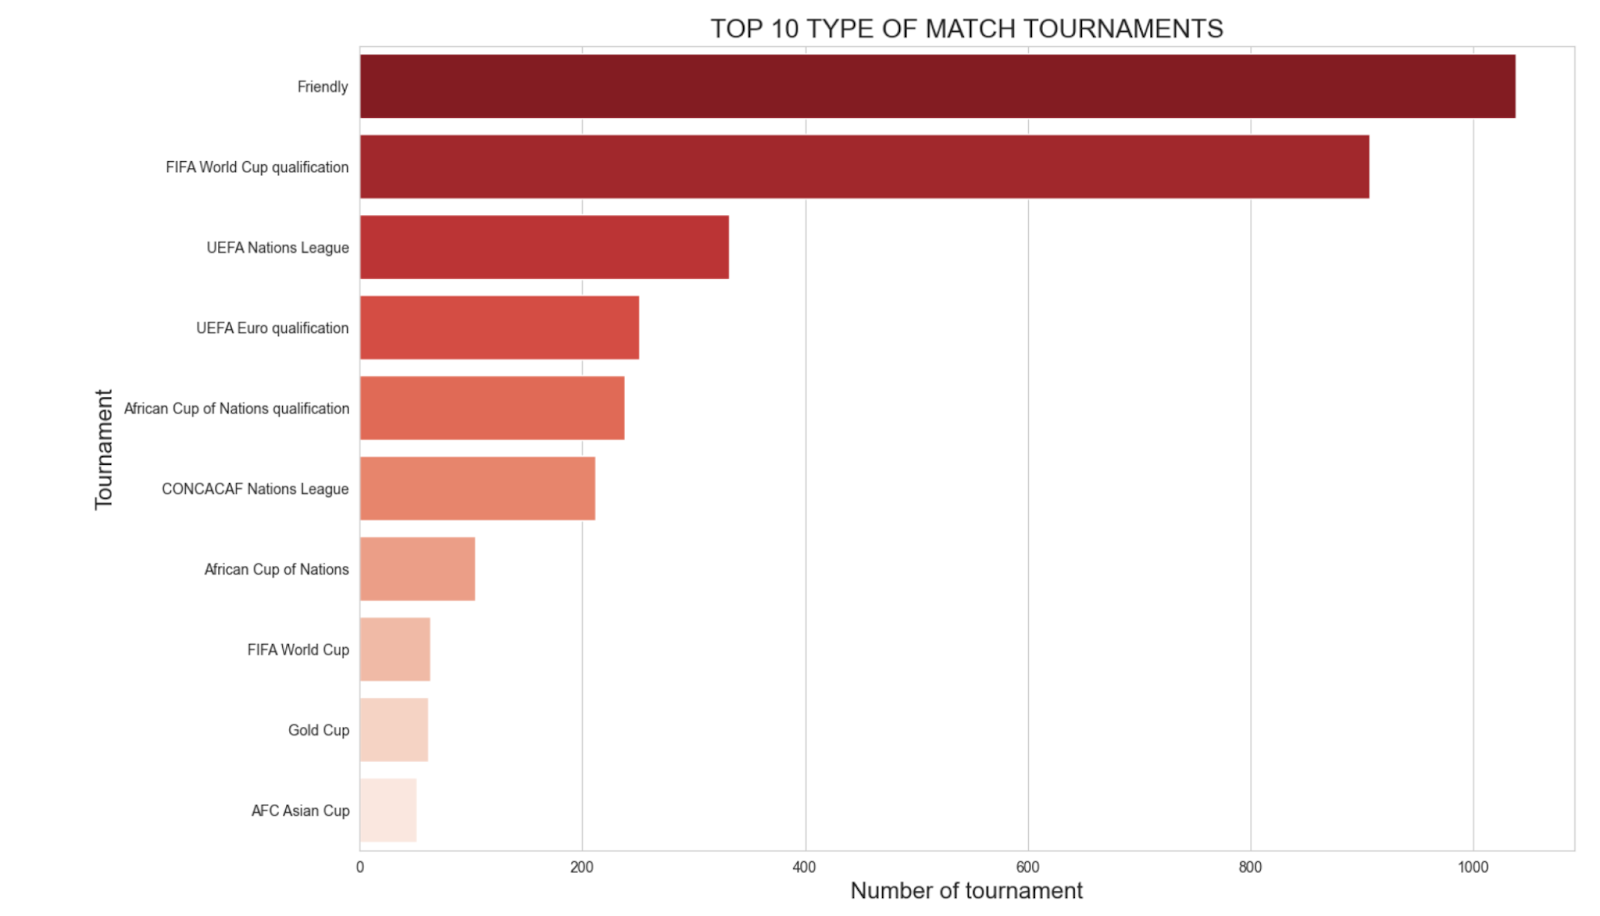 TOP 10 TYPE OF MATCH TOURNAMENTS
Friendly
FIFA World Cup qualification
UEFA Nations League
UEFA Euro qualification
African Cup of Nations qualification
CONCACAF Nations League
African Cup of Nations
FIFA World Cup
Gold Cup
AFC Asian Cup
Tournament
0 200 400 600 800 1000
Number of tournament